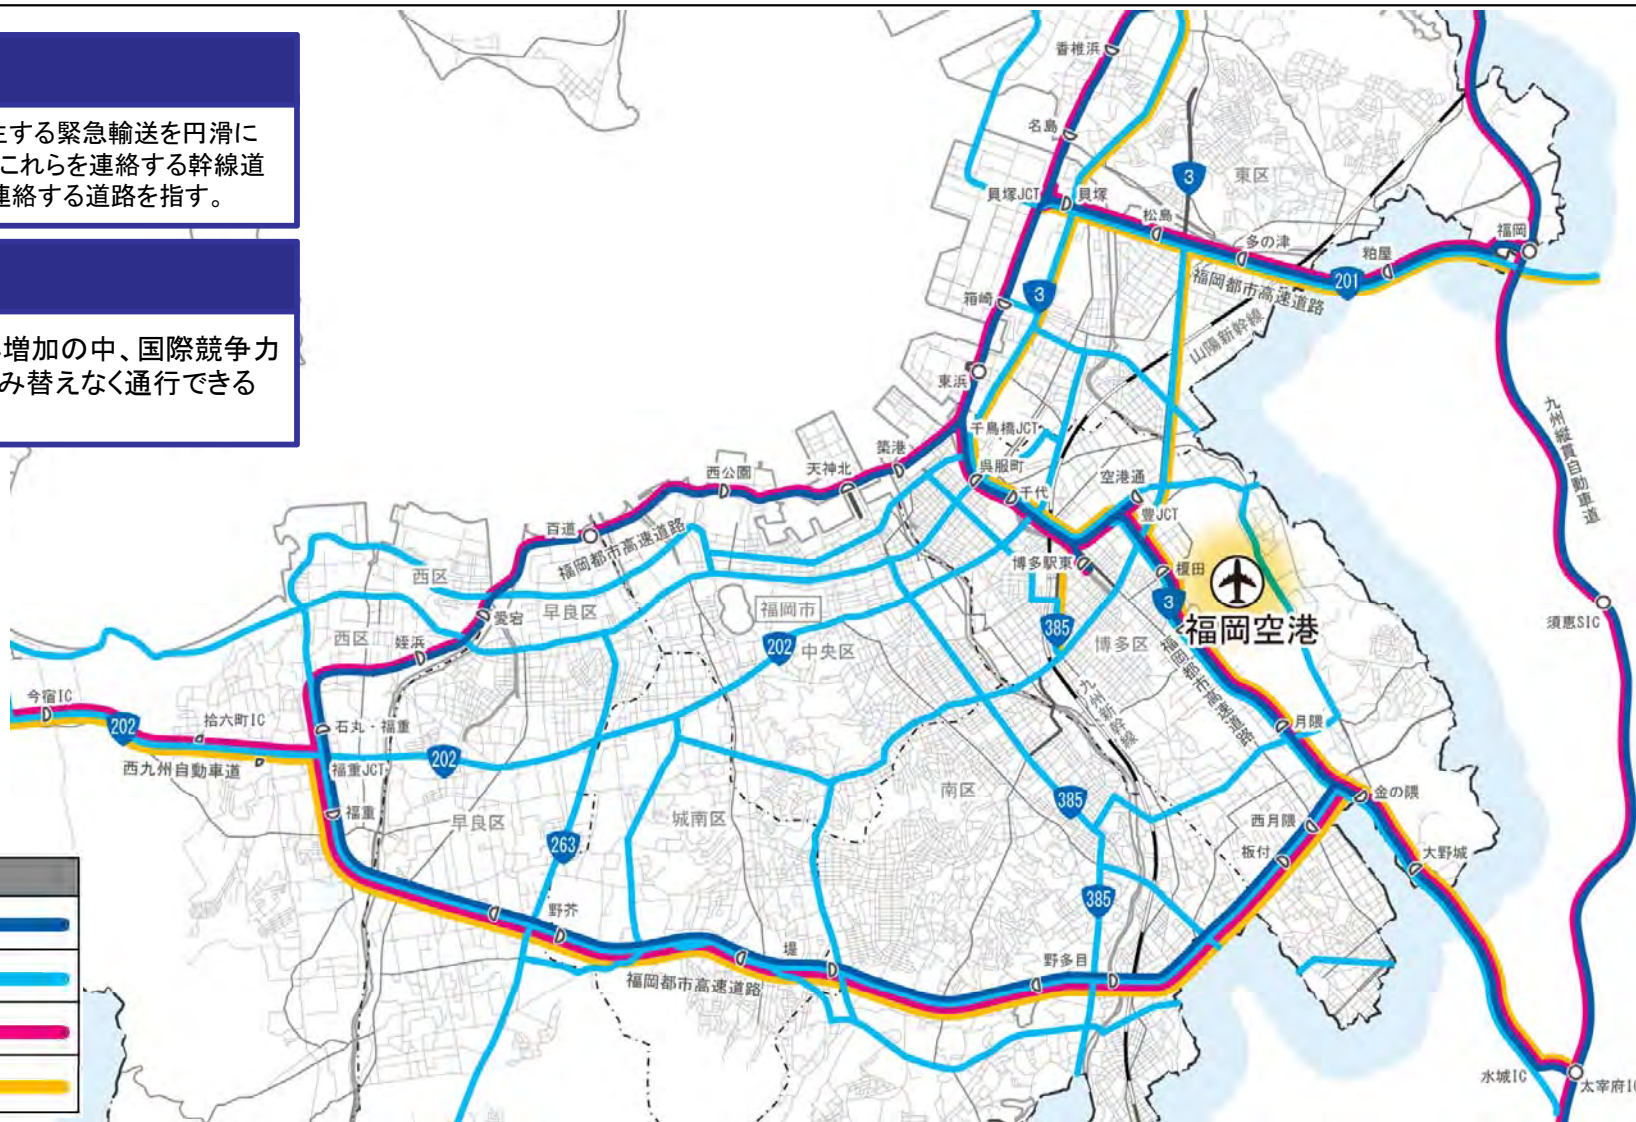 生する緊急輸送を円滑に
これらを連絡する幹線道
連絡する道路を指す。
増加の中、国際競争力
み替えなく通行できる
香椎浜
名島
3
東区
貝塚JCT
貝塚
松島
多の津
福岡
粕屋
201
福岡都市高速道路
箱崎
3
山陽新幹線
東浜
千鳥橋JCT
九州縦貫自動車道
築港
天神北
西公園
呉服町
千代
空港通
豊JCT
百道
福岡都市高速道路
博多駅東
榎田
西区
早良区
愛宕
福岡市
3
福岡空港
須恵SIC
西区
姪浜
202
中央区
385
博多区
福岡都市高速道路
九州新幹線
今宿IC
202
拾六町IC
石丸・福重
月隈
西九州自動車道
福重JCT
202
南区
385
金の隈
福重
早良区
城南区
西月隈
263
板付
大野城
385
野芥
堤
野多目
福岡都市高速道路
水城IC
太宰府IC